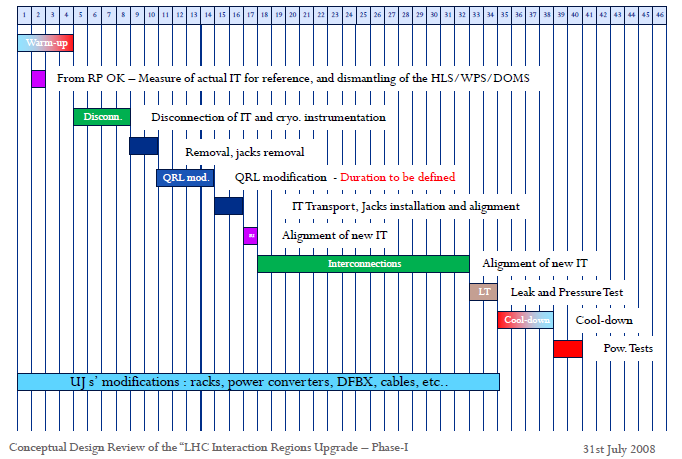 1 2 3 4 5 6 7 8 9 10 11 12 13 14 15 16 17 18 19 20 21 22 23 24 25 26 27 28 29 30 31 32 33 34 35 36 37 38 39 40 41 42 43 44 45 46
Warm-up
From RP OK – Measure of actual IT for reference, and dismantling of the HLS/WPS/DOMS
Disconn. Disconnection of IT and cryo. instrumentation
Removal, jacks removal
QRL mod. QRL modification - Duration to be defined
IT Transport, Jacks installation and alignment
Alignment of new IT
Interconnections Alignment of new IT
LT Leak and Pressure Test
Cool-down Cool-down
Pow. Tests
UJ s' modifications : racks, power converters, DFBX, cables, etc..
Conceptual Design Review of the “LHC Interaction Regions Upgrade – Phase-I
31st July 2008